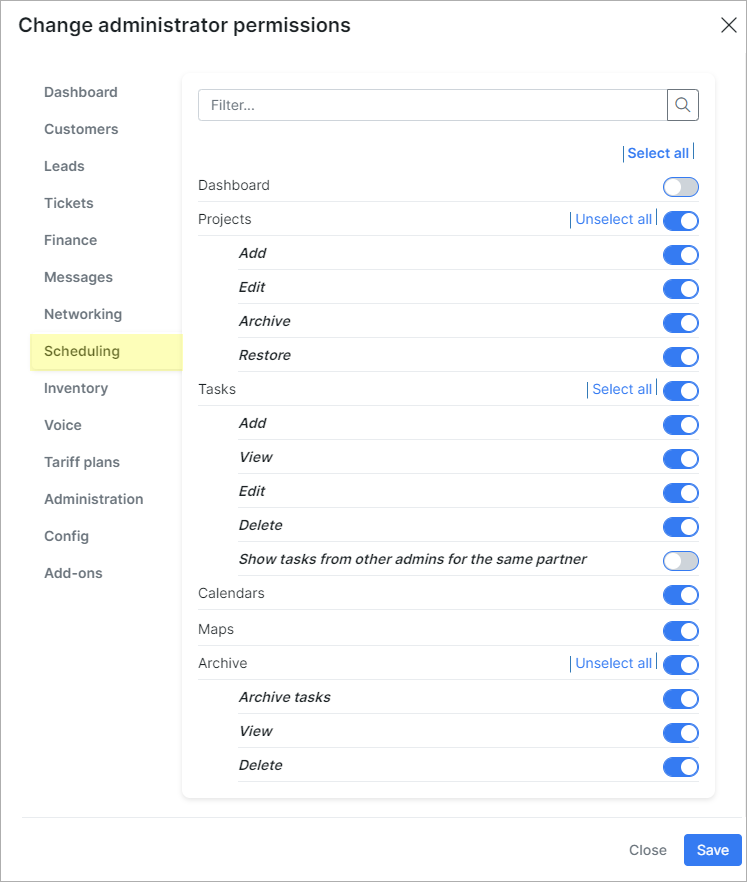 Change administrator permissions
Dashboard
Customers
Leads
Tickets
Finance
Messages
Networking
Scheduling
Inventory
Voice
Tariff plans
Administration
Config
Add-ons
Filter...
Select all
Dashboard
Projects Unselect all
Add
Edit
Archive
Restore
Tasks Select all
Add
View
Edit
Delete
Show tasks from other admins for the same partner
Calendars
Maps
Archive Unselect all
Archive tasks
View
Delete
Close Save